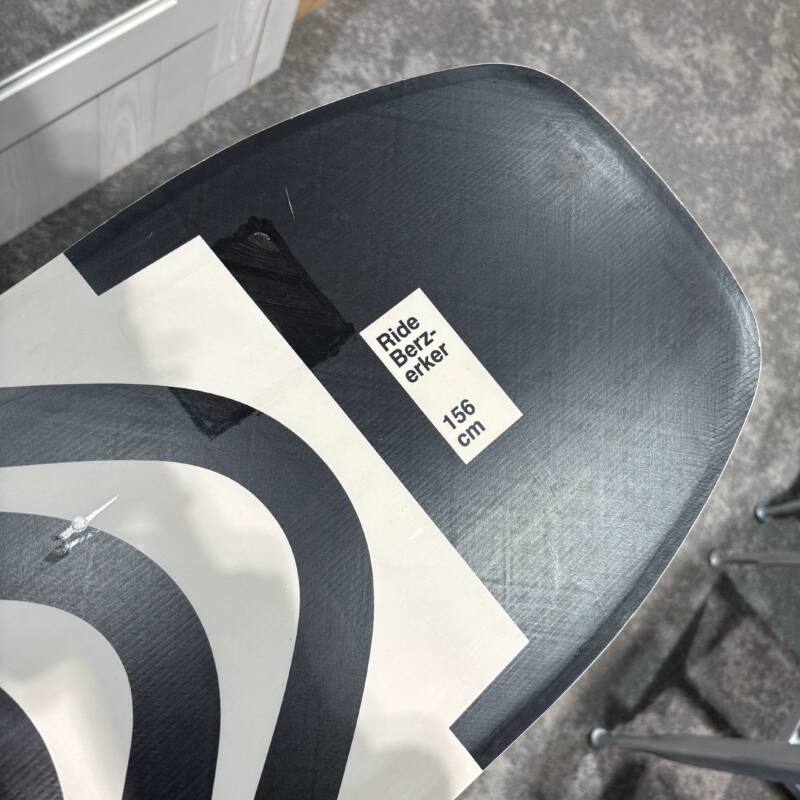 Ride
Berz-
erker
156
cm